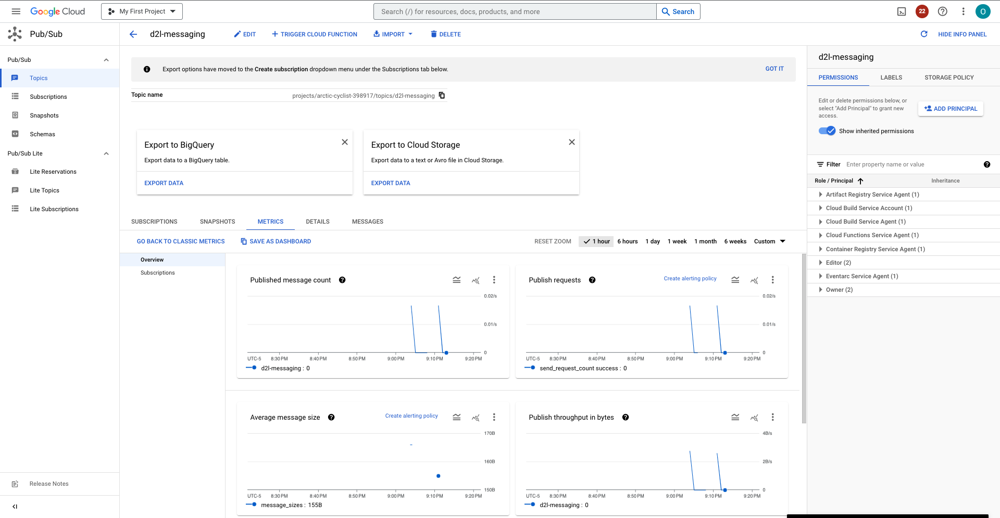 Google Cloud
My First Project
Search (/) for resources, docs, products, and more
Search
22
O
Pub/Sub
d2l-messaging
EDIT
TRIGGER CLOUD FUNCTION
IMPORT
DELETE
HIDE INFO PANEL
Pub/Sub
Topics
Subscriptions
Snapshots
Schemas
Pub/Sub Lite
Lite Reservations
Lite Topics
Lite Subscriptions
Release Notes
Export options have moved to the Create subscription dropdown menu under the Subscriptions tab below.
GOT IT
Topic name
projects/arctic-cyclist-398917/topics/d2l-messaging
Export to BigQuery
Export data to a BigQuery table.
EXPORT DATA
Export to Cloud Storage
Export data to a text or Avro file in Cloud Storage.
EXPORT DATA
SUBSCRIPTIONS
SNAPSHOTS
METRICS
DETAILS
MESSAGES
GO BACK TO CLASSIC METRICS
SAVE AS DASHBOARD
RESET ZOOM
1 hour
6 hours
1 day
1 week
1 month
6 weeks
Custom
Overview
Subscriptions
Published message count
0.02/s
0.01/s
0
UTC-5 8:30 PM 8:40 PM 8:50 PM 9:00 PM 9:10 PM 9:20 PM
d2l-messaging : 0
Publish requests
Create alerting policy
0.02/s
0.01/s
0
UTC-5 8:30 PM 8:40 PM 8:50 PM 9:00 PM 9:10 PM 9:20 PM
send_request_count success : 0
Average message size
Create alerting policy
170B
160B
150B
UTC-5 8:30 PM 8:40 PM 8:50 PM 9:00 PM 9:10 PM 9:20 PM
message_sizes : 155B
Publish throughput in bytes
4B/s
2B/s
0
UTC-5 8:30 PM 8:40 PM 8:50 PM 9:00 PM 9:10 PM 9:20 PM
d2l-messaging : 0
d2l-messaging
PERMISSIONS
LABELS
STORAGE POLICY
Edit or delete permissions below, or
select "Add Principal" to grant new
access.
ADD PRINCIPAL
Show inherited permissions
Filter
Enter property name or value
Role / Principal
Inheritance
Artifact Registry Service Agent (1)
Cloud Build Service Account (1)
Cloud Build Service Agent (1)
Cloud Functions Service Agent (1)
Container Registry Service Agent (1)
Editor (2)
Eventarc Service Agent (1)
Owner (2)